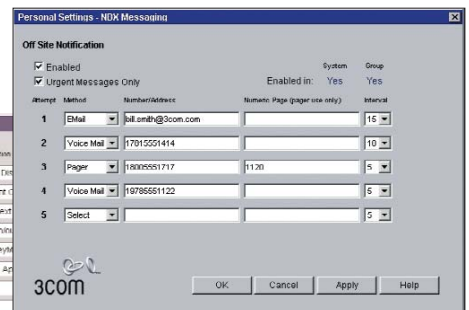 Personal Settings - NDX Messaging
Off Site Notification
Enabled
Urgent Messages Only
Enabled in:
System Group
Yes Yes
Attempt Method Number/Address Numeric Page (pager use only) Interval
1 EMail bill.smith@3com.com 15
2 Voice Mail 17815551414 10
3 Pager 18005551717 1120 5
4 Voice Mail 19785551122 5
5 Select 5
3COM
OK Cancel Apply Help